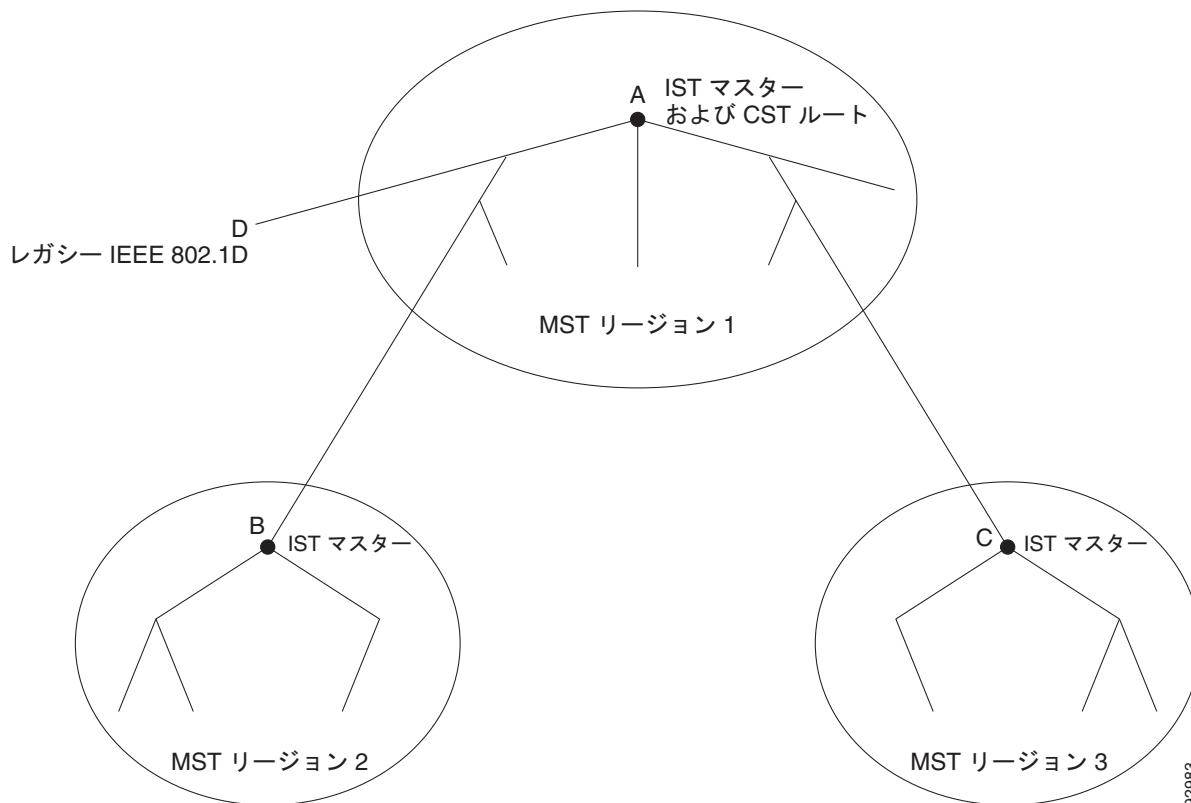 A
IST マスター
および CST ルート
D
レガシー IEEE 802.1D
MST リージョン 1
B
IST マスター
C
IST マスター
MST リージョン 2
MST リージョン 3